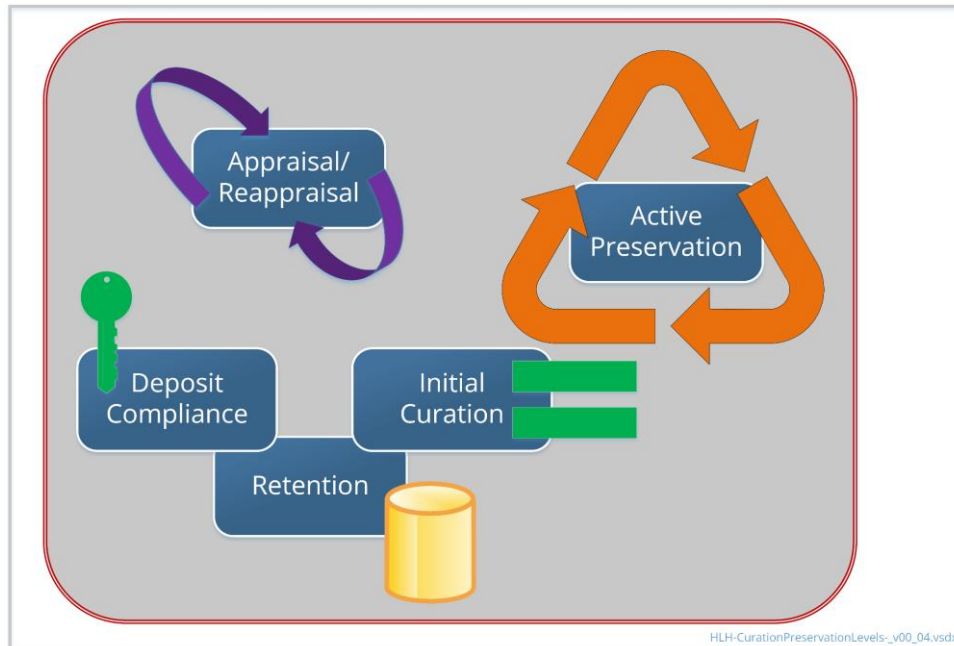 Appraisal/
Reappraisal
Active
Preservation
Deposit
Compliance
Initial
Curation
Retention
HLH-CurationPreservationLevels-_v00_04.vsdx